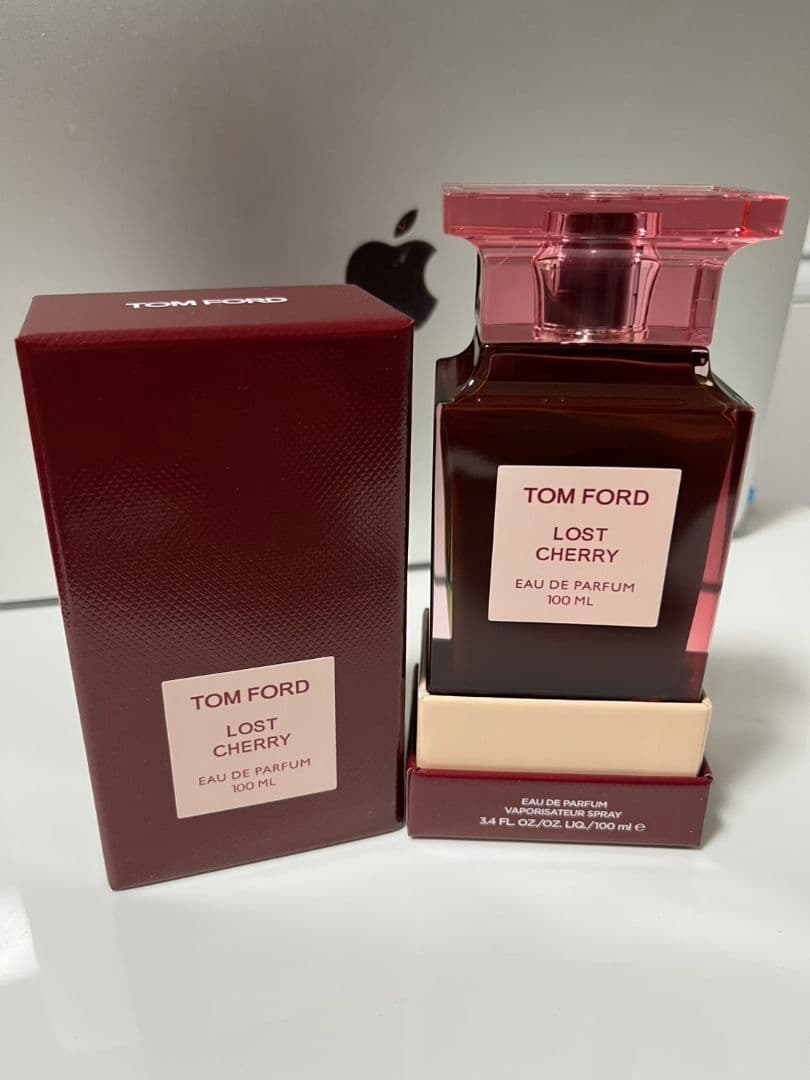 TOM FORD
TOM FORD
LOST
CHERRY
EAU DE PARFUM
100 ML
TOM FORD
LOST
CHERRY
EAU DE PARFUM
100 ML
EAU DE PARFUM
VAPORISATEUR SPRAY
3.4 FL. OZ./OZ. LIQ./100 ml ℮